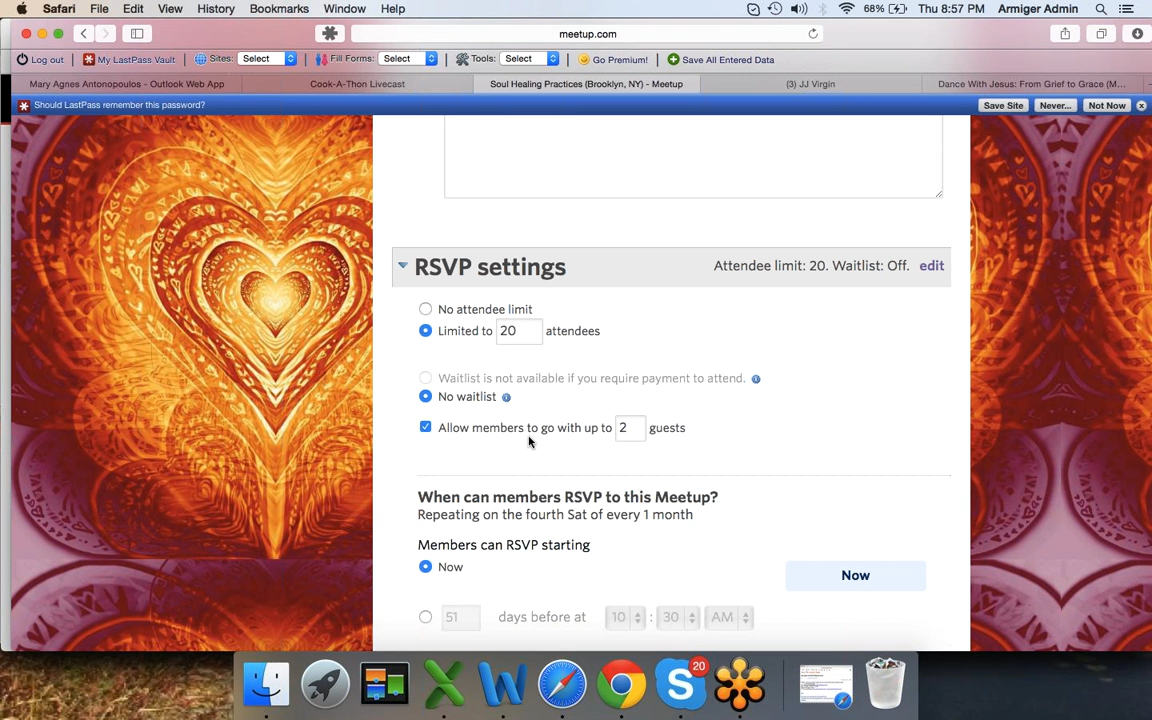 Safari File Edit View History Bookmarks Window Help 68% Thu 8:57 PM Armiger Admin
meetup.com
Log out My LastPass Vault Sites: Select Fill Forms: Select Tools: Select Go Premium! Save All Entered Data
Mary Agnes Antonopoulos - Outlook Web App Cook-A-Thon Livecast Soul Healing Practices (Brooklyn, NY) - Meetup (3) JJ Virgin Dance With Jesus: From Grief to Grace (M...
Should LastPass remember this password? Save Site Never... Not Now
RSVP settings Attendee limit: 20. Waitlist: Off. edit
No attendee limit
Limited to 20 attendees
Waitlist is not available if you require payment to attend.
No waitlist
Allow members to go with up to 2 guests
When can members RSVP to this Meetup?
Repeating on the fourth Sat of every 1 month
Members can RSVP starting
Now Now
51 days before at 10 : 30 AM
20